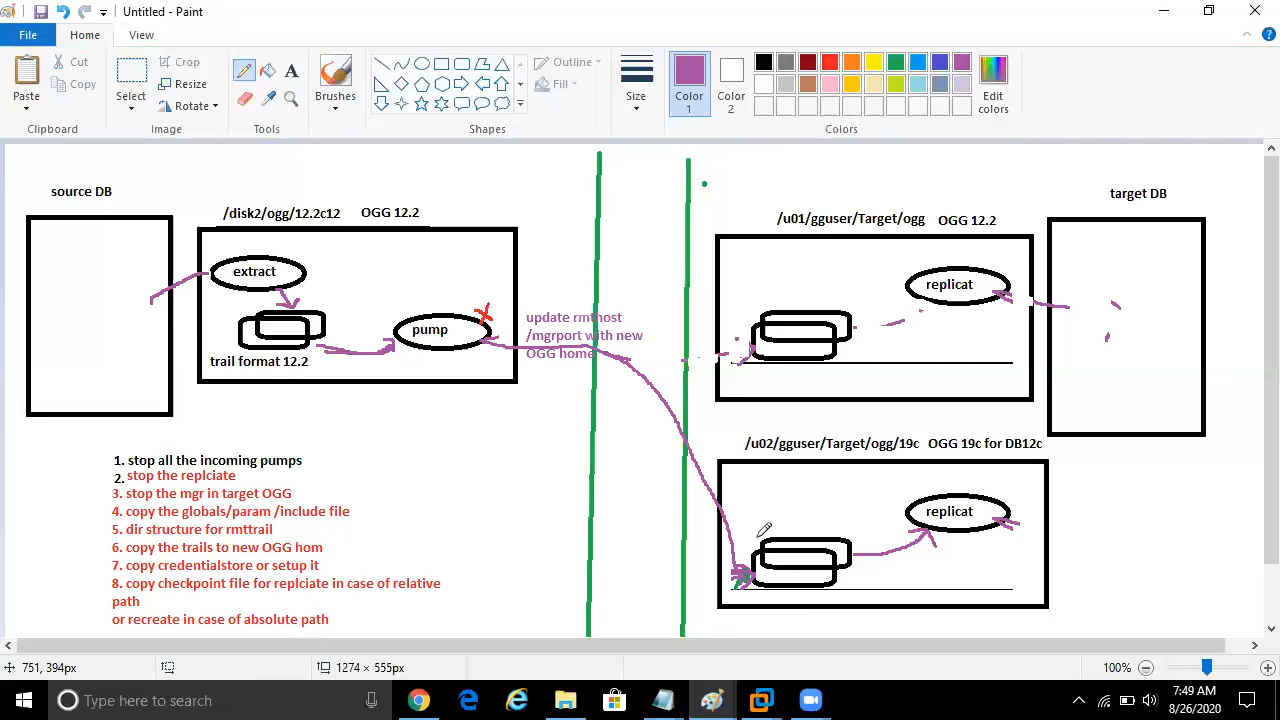 Untitled - Paint
File
Home
View
Paste
Cut
Copy
Clipboard
Select
Crop
Resize
Rotate
Image
A
Tools
Brushes
Shapes
Outline
Fill
Size
Color 1
Color 2
Colors
Edit colors
source DB
/disk2/ogg/12.2c12 OGG 12.2
extract
pump
trail format 12.2
update rmthost
/mgrport with new
OGG home
/u01/gguser/Target/ogg OGG 12.2
replicat
target DB
/u02/gguser/Target/ogg/19c OGG 19c for DB12c
replicat
1. stop all the incoming pumps
2. stop the replciate
3. stop the mgr in target OGG
4. copy the globals/param /include file
5. dir structure for rmttrail
6. copy the trails to new OGG hom
7. copy credentialstore or setup it
8. copy checkpoint file for replciate in case of relative
path
or recreate in case of absolute path
751, 394px
1274 × 555px
100%
Type here to search
7:49 AM
8/26/2020